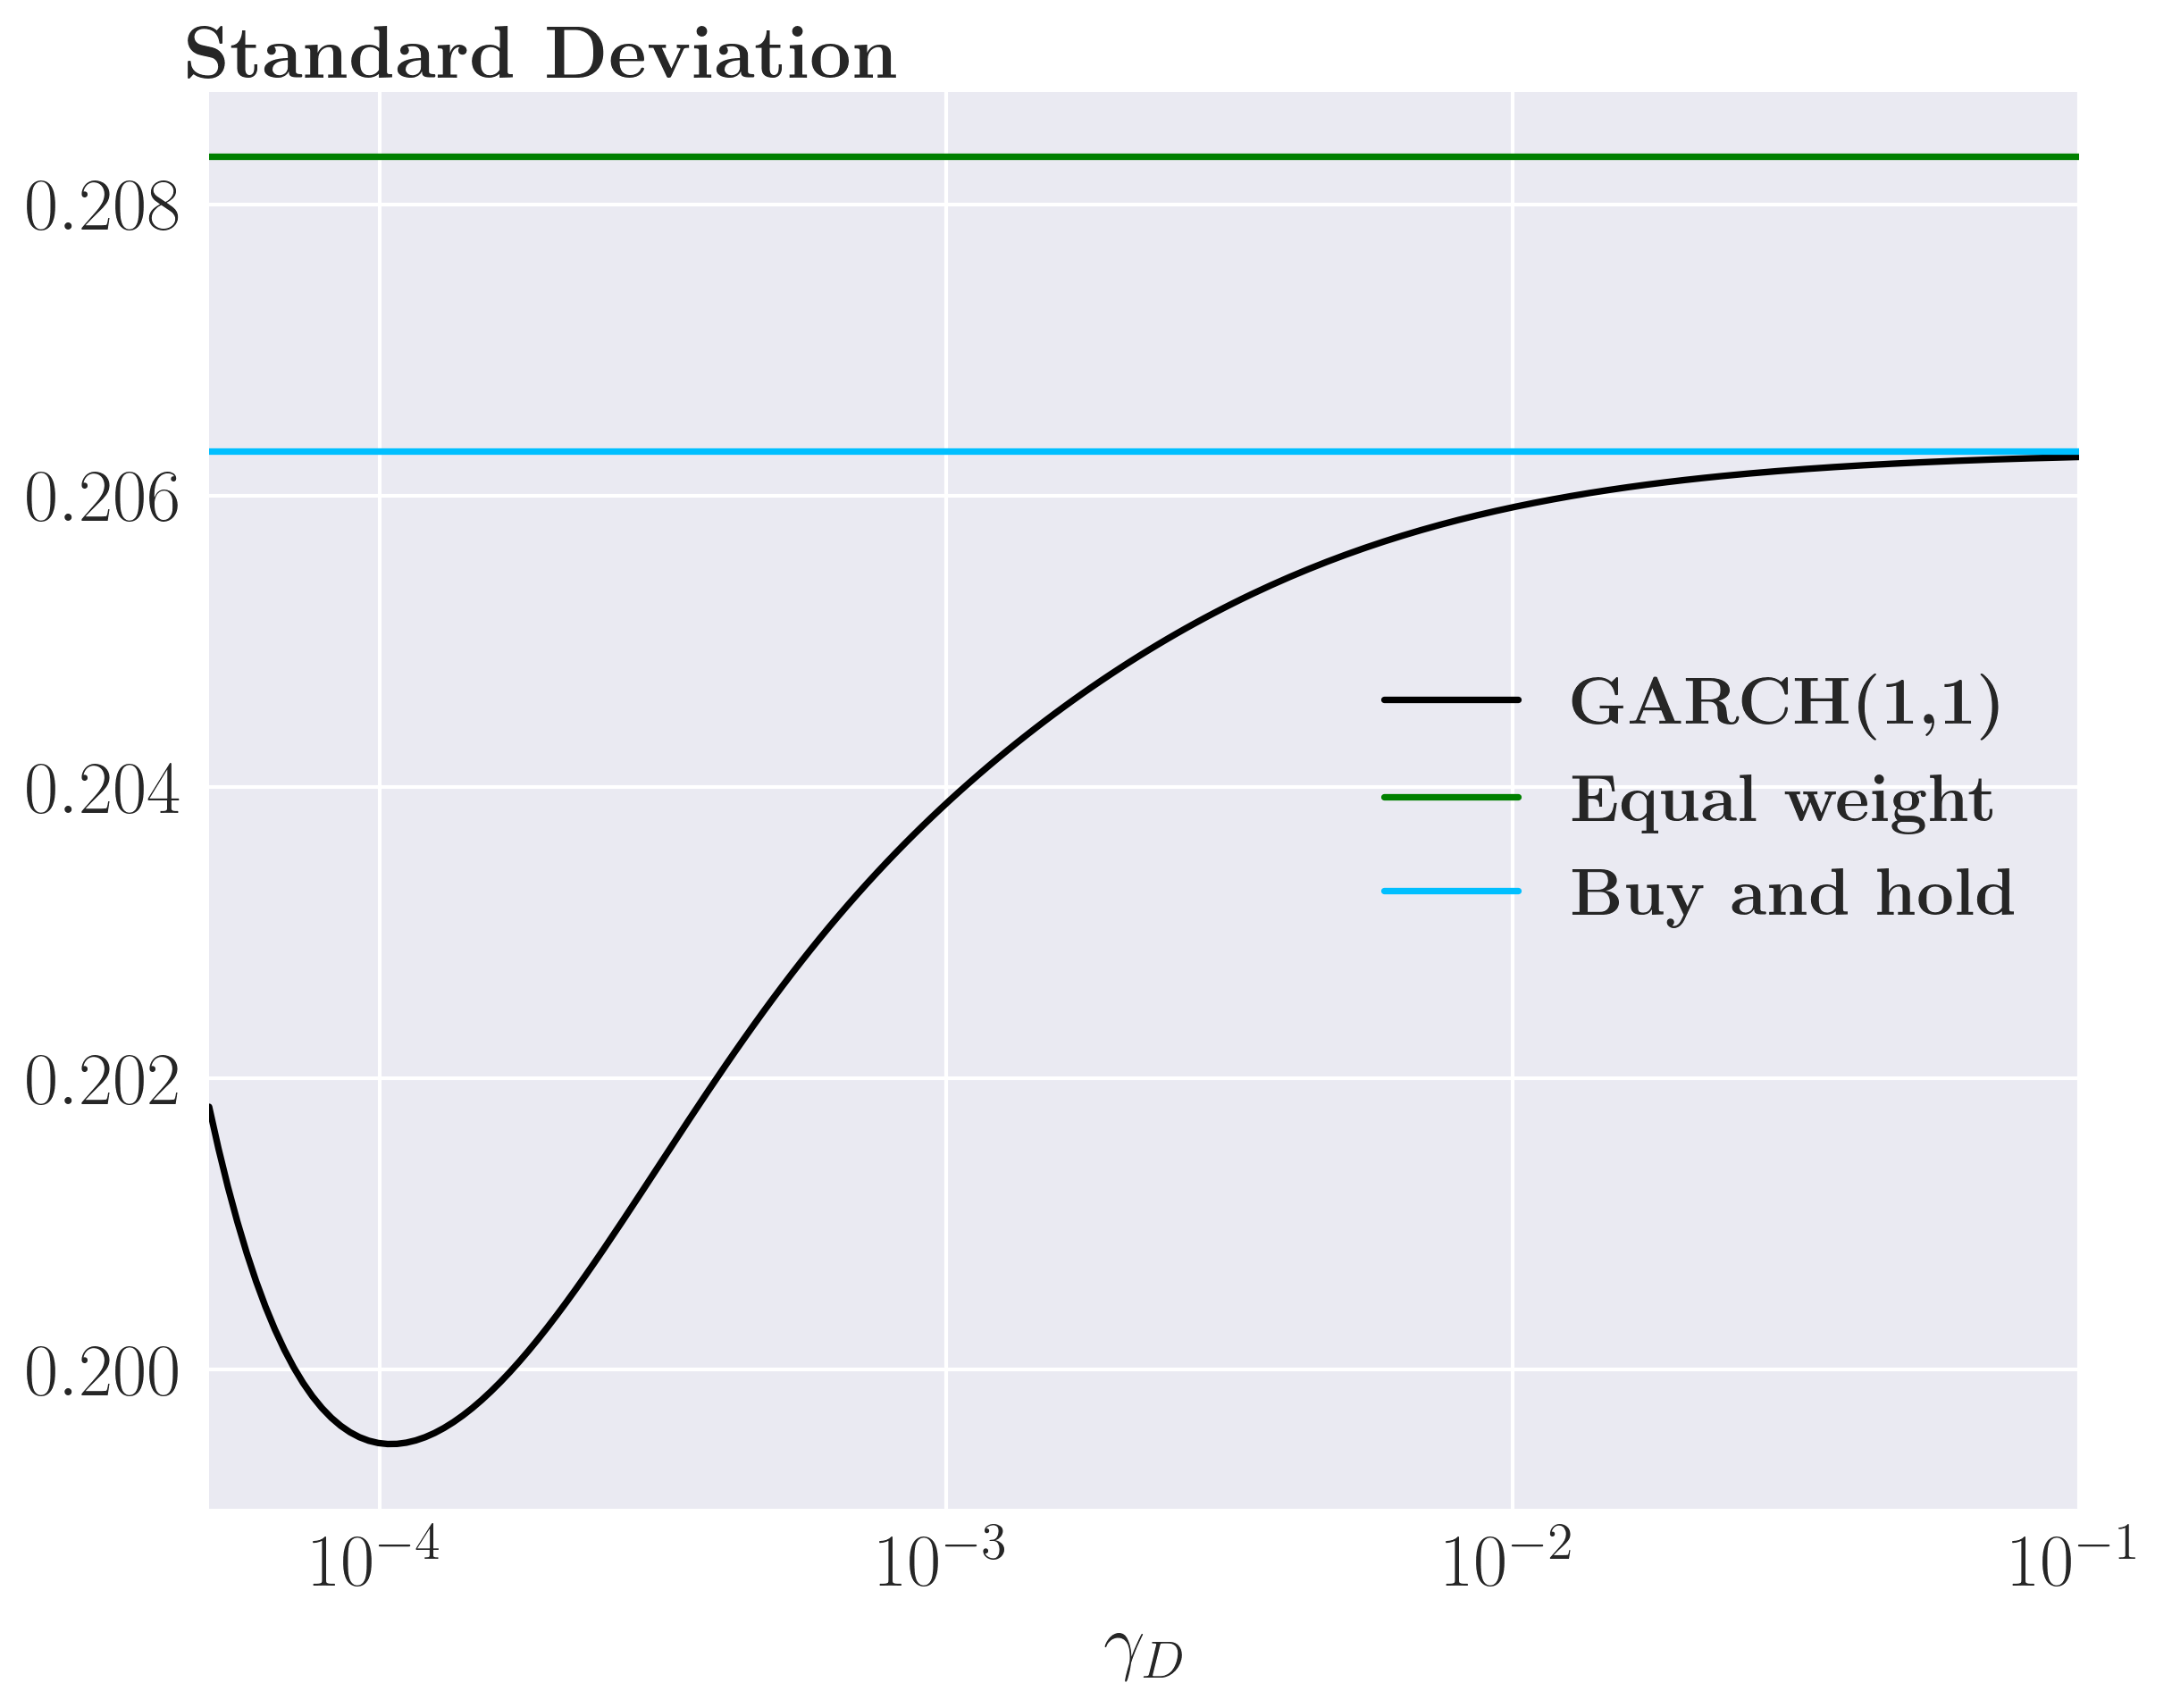 Standard Deviation
0.208
0.206
0.204
0.202
0.200
GARCH(1,1)
Equal weight
Buy and hold
10⁻⁴ 10⁻³ 10⁻² 10⁻¹
γ_D